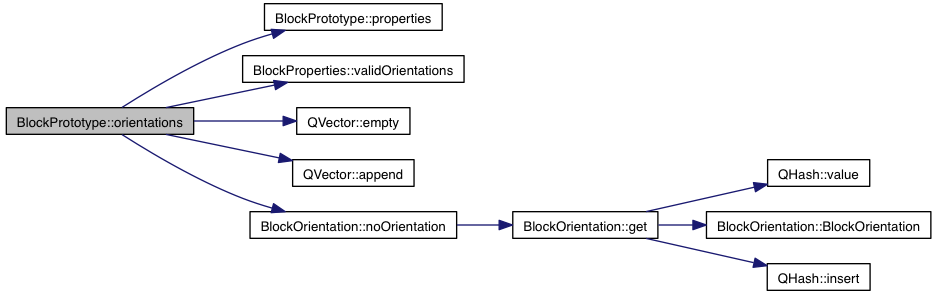 BlockPrototype::properties
BlockProperties::validOrientations
BlockPrototype::orientations
QVector::empty
QVector::append
QHash::value
BlockOrientation::noOrientation
BlockOrientation::get
BlockOrientation::BlockOrientation
QHash::insert